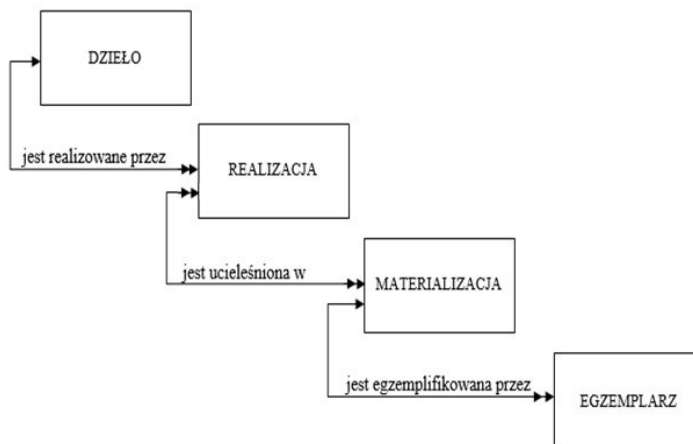 DZIEŁO
jest realizowane przez
REALIZACJA
jest ucieleśniona w
MATERIALIZACJA
jest egzemplifikowana przez
EGZEMPLARZ